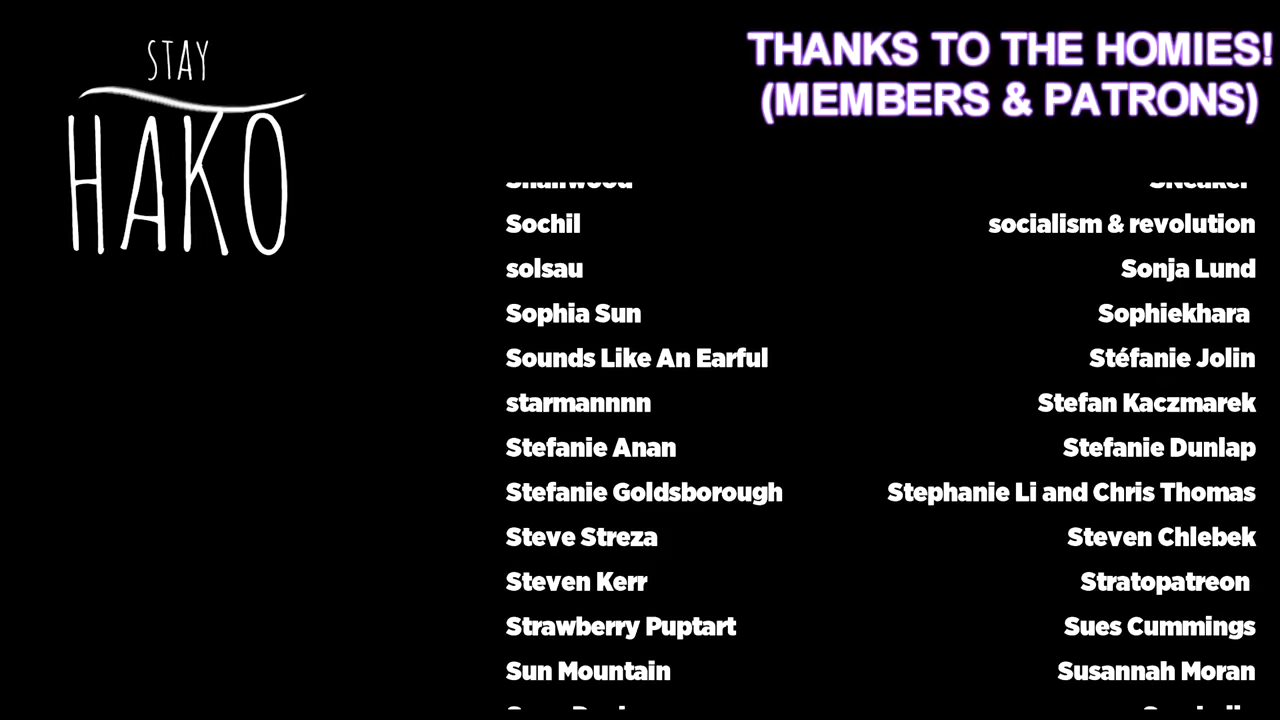 STAY
HAKO
THANKS TO THE HOMIES!
(MEMBERS & PATRONS)
Sochil socialism & revolution
solsau Sonja Lund
Sophia Sun Sophiekhara
Sounds Like An Earful Stéfanie Jolin
starmannnn Stefan Kaczmarek
Stefanie Anan Stefanie Dunlap
Stefanie Goldsborough Stephanie Li and Chris Thomas
Steve Streza Steven Chlebek
Steven Kerr Stratopatreon
Strawberry Puptart Sues Cummings
Sun Mountain Susannah Moran